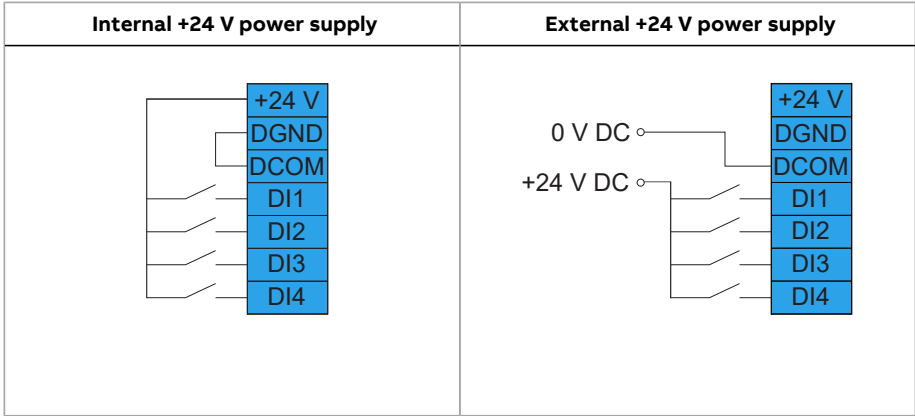 Internal +24 V power supply
External +24 V power supply
+24 V
DGND
DCOM
DI1
DI2
DI3
DI4
0 V DC
+24 V DC
+24 V
DGND
DCOM
DI1
DI2
DI3
DI4